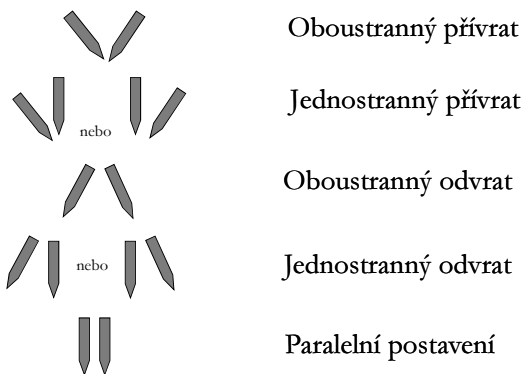 Oboustranný přívrat
Jednostranný přívrat
nebo
Oboustranný odvrat
nebo
Jednostranný odvrat
Paralelní postavení